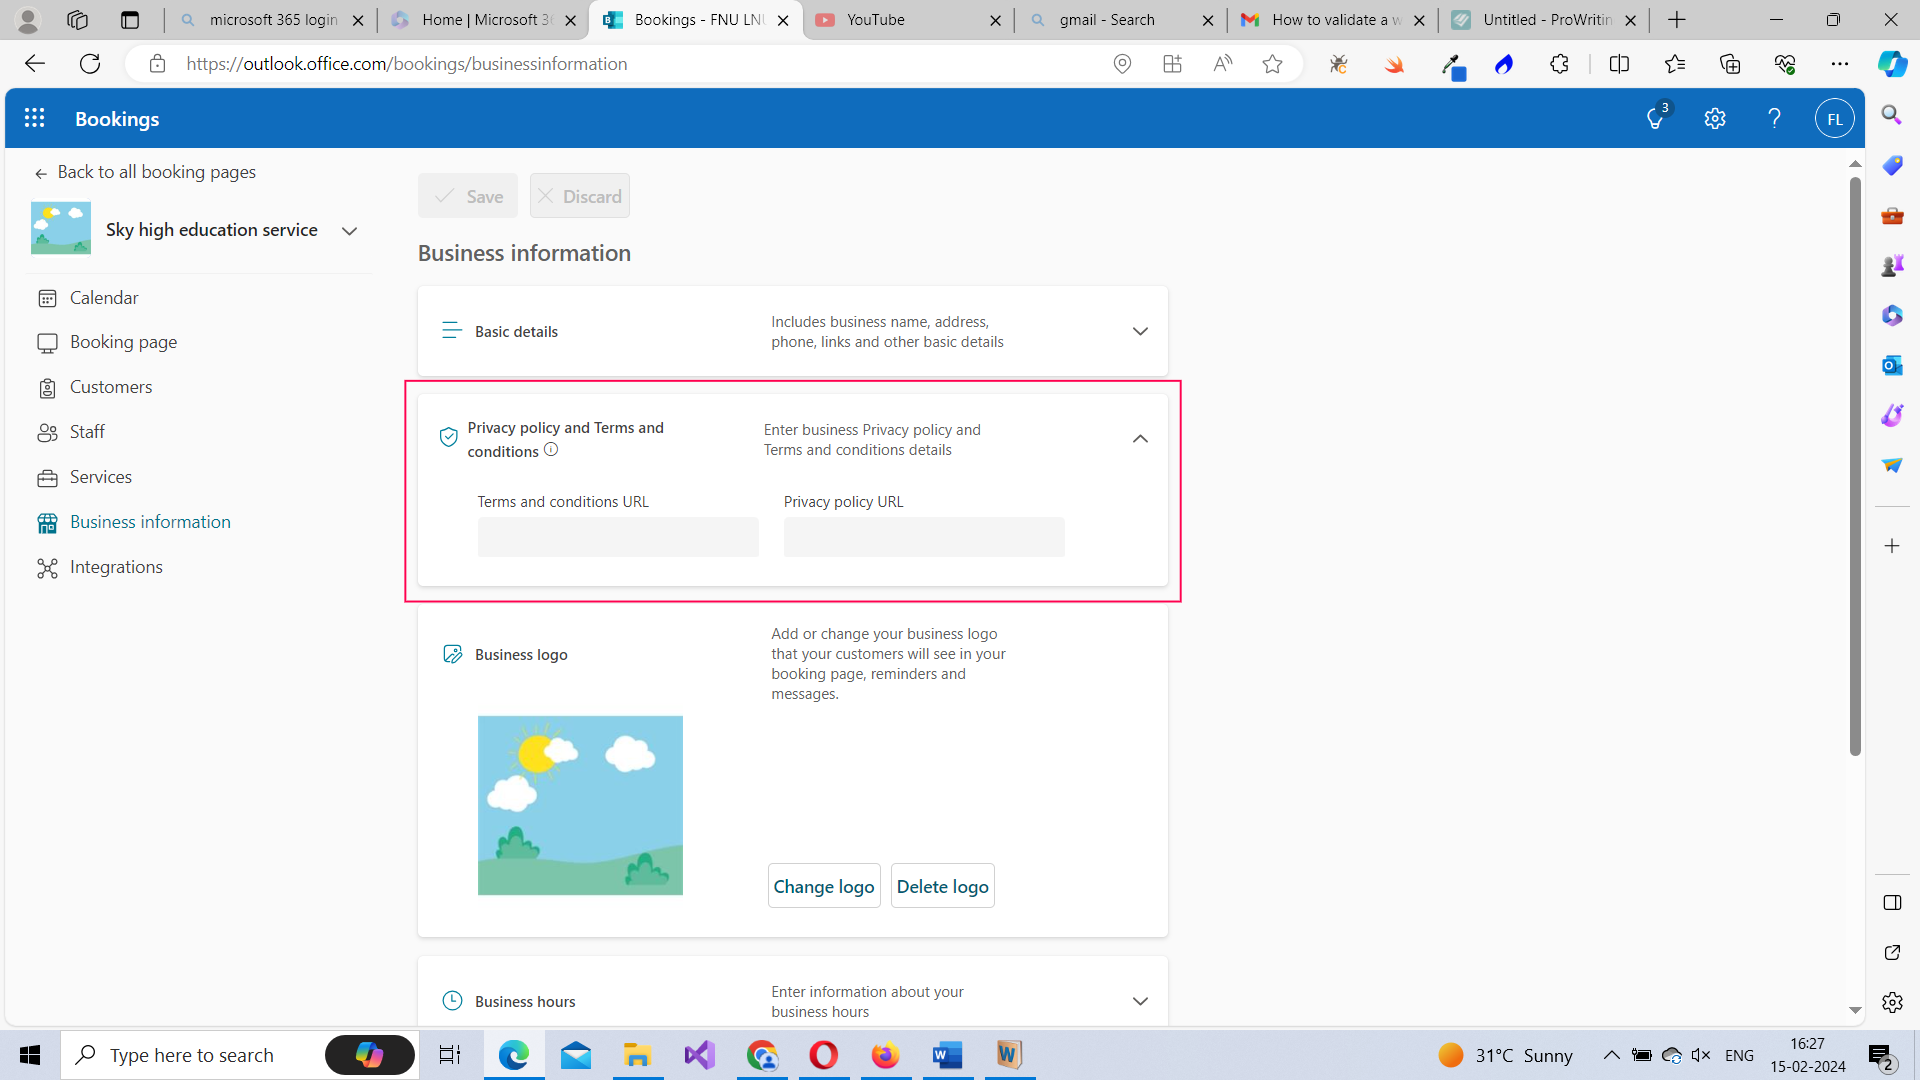 microsoft 365 login
Home | Microsoft 3
Bookings - FNU LN
YouTube
gmail - Search
How to validate a w
Untitled - ProWritin
https://outlook.office.com/bookings/businessinformation
Bookings
3
FL
Back to all booking pages
Sky high education service
Calendar
Booking page
Customers
Staff
Services
Business information
Integrations
Save
Discard
Business information
Basic details
Includes business name, address,
phone, links and other basic details
Privacy policy and Terms and
conditions
Enter business Privacy policy and
Terms and conditions details
Terms and conditions URL
Privacy policy URL
Business logo
Add or change your business logo
that your customers will see in your
booking page, reminders and
messages.
Change logo
Delete logo
Business hours
Enter information about your
business hours
Type here to search
31°C Sunny
ENG
16:27
15-02-2024
2